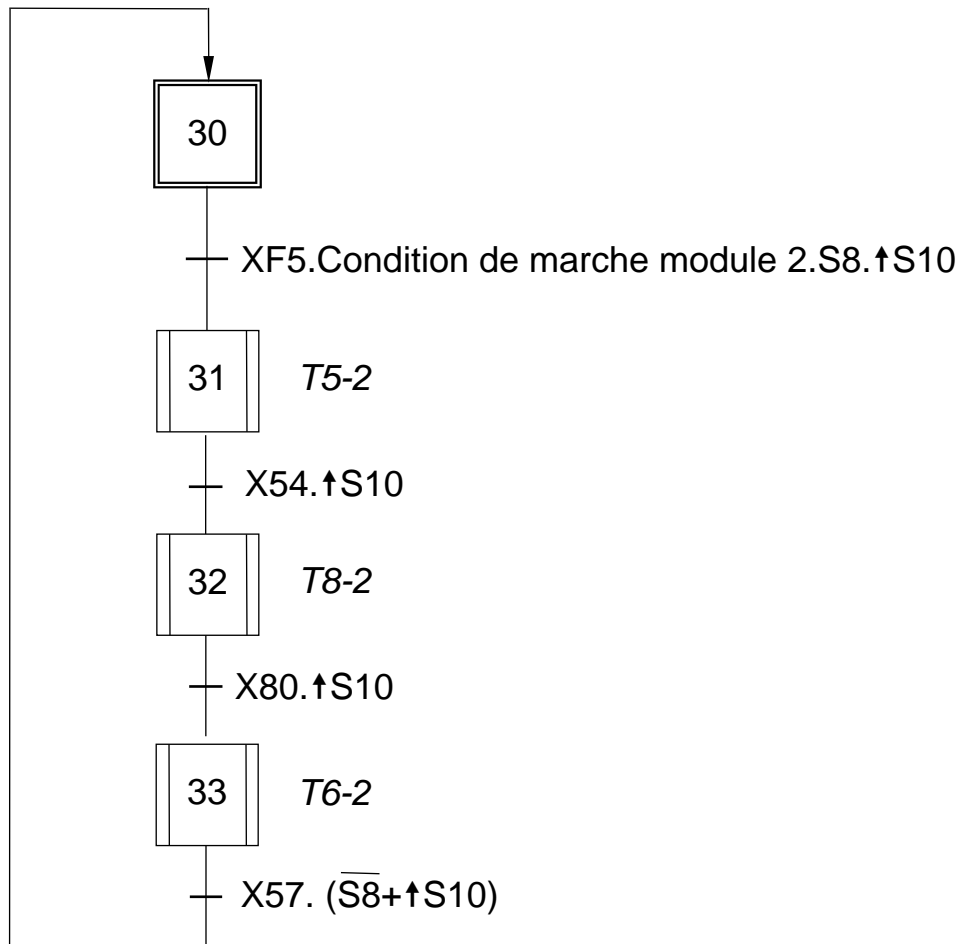 30
XF5.Condition de marche module 2.S8.↑S10
31 T5-2
X54.↑S10
32 T8-2
X80.↑S10
33 T6-2
X57. (S̅8̅+↑S10)